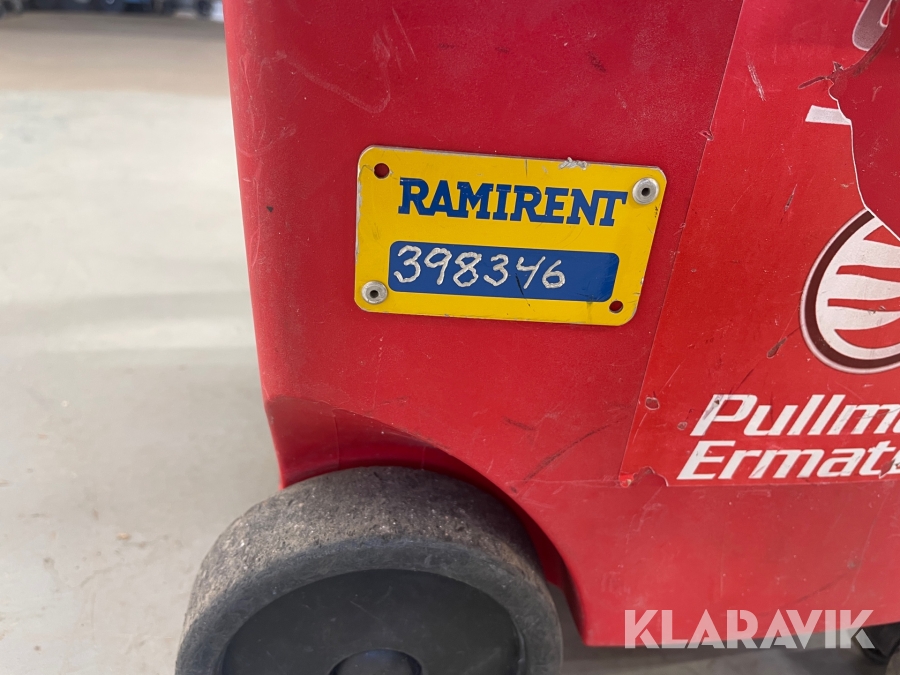 RAMIRENT
398346
Pullm
Ermat
KLARAVIK